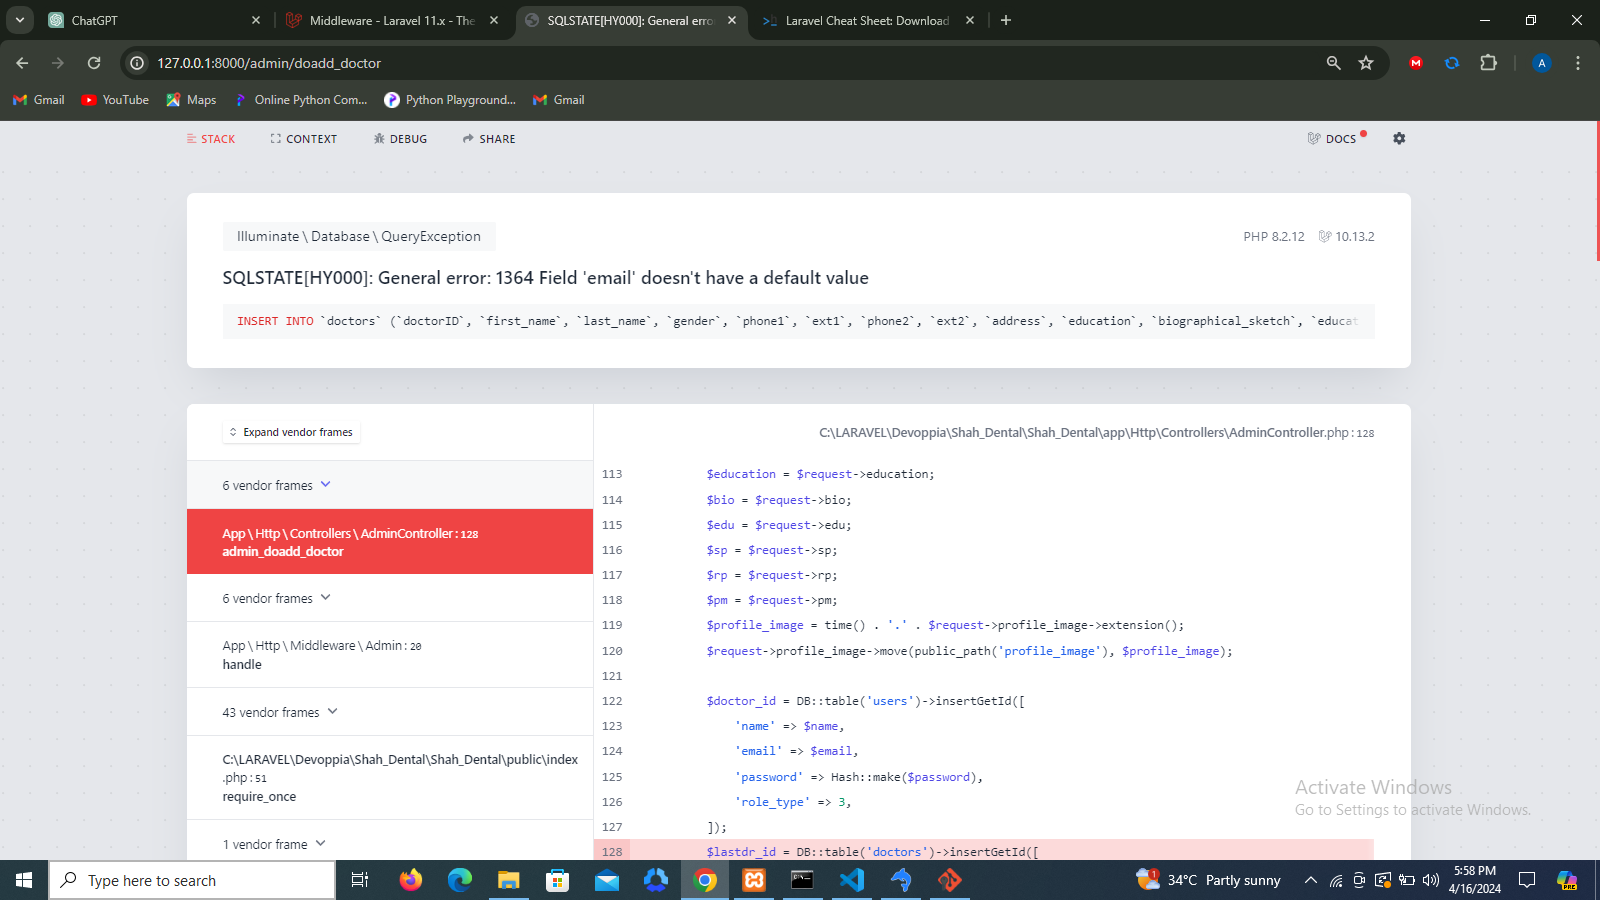 ChatGPT
Middleware - Laravel 11.x - The
SQLSTATE[HY000]: General erro
Laravel Cheat Sheet: Download
127.0.0.1:8000/admin/doadd_doctor
A
Gmail
YouTube
Maps
Online Python Com...
Python Playground...
Gmail
STACK
CONTEXT
DEBUG
SHARE
DOCS
Illuminate \ Database \ QueryException
PHP 8.2.12
10.13.2
SQLSTATE[HY000]: General error: 1364 Field 'email' doesn't have a default value
INSERT INTO `doctors` (`doctorID`, `first_name`, `last_name`, `gender`, `phone1`, `ext1`, `phone2`, `ext2`, `address`, `education`, `biographical_sketch`, `educat
Expand vendor frames
6 vendor frames
App \ Http \ Controllers \ AdminController : 128
admin_doadd_doctor
6 vendor frames
App \ Http \ Middleware \ Admin : 20
handle
43 vendor frames
C:\LARAVEL\Devoppia\Shah_Dental\Shah_Dental\public\index
.php : 51
require_once
1 vendor frame
C:\LARAVEL\Devoppia\Shah_Dental\Shah_Dental\app\Http\Controllers\AdminController.php : 128
113 $education = $request->education;
114 $bio = $request->bio;
115 $edu = $request->edu;
116 $sp = $request->sp;
117 $rp = $request->rp;
118 $pm = $request->pm;
119 $profile_image = time() . '.' . $request->profile_image->extension();
120 $request->profile_image->move(public_path('profile_image'), $profile_image);
121
122 $doctor_id = DB::table('users')->insertGetId([
123 'name' => $name,
124 'email' => $email,
125 'password' => Hash::make($password),
126 'role_type' => 3,
127 ]);
128 $lastdr_id = DB::table('doctors')->insertGetId([
Activate Windows
Go to Settings to activate Windows.
Type here to search
1
34°C Partly sunny
5:58 PM
4/16/2024
PRE